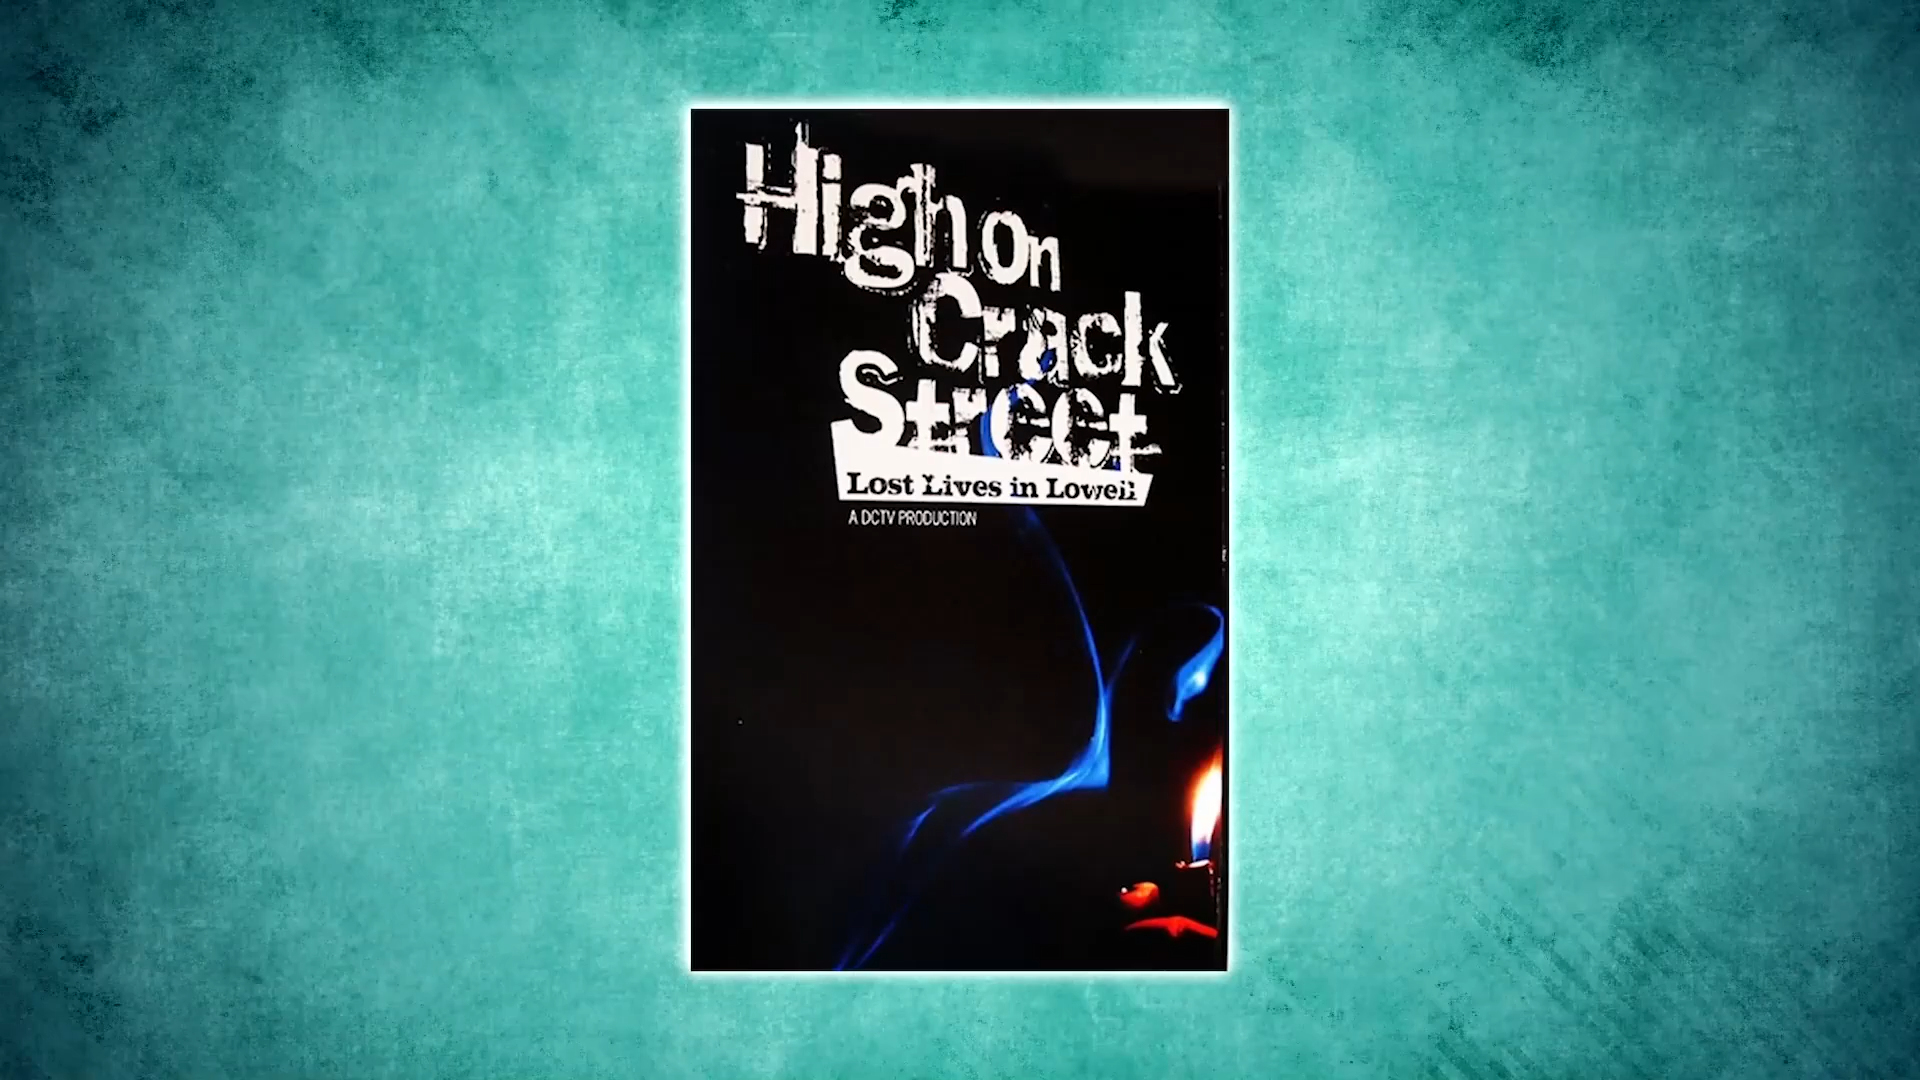 High on
Crack
Street
Lost Lives in Lowell
A DCTV PRODUCTION